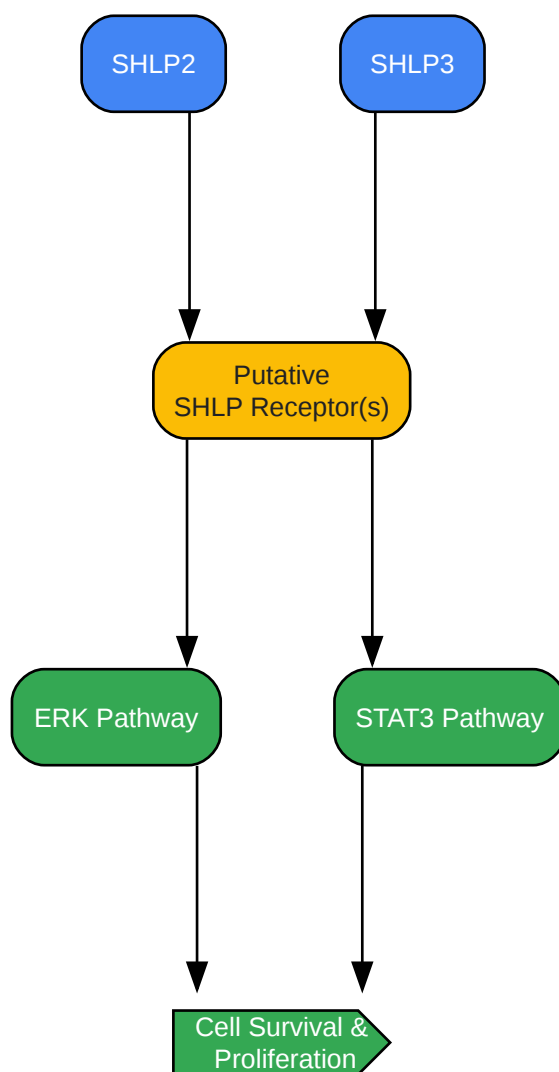 SHLP2
SHLP3
Putative
SHLP Receptor(s)
ERK Pathway
STAT3 Pathway
Cell Survival &
Proliferation